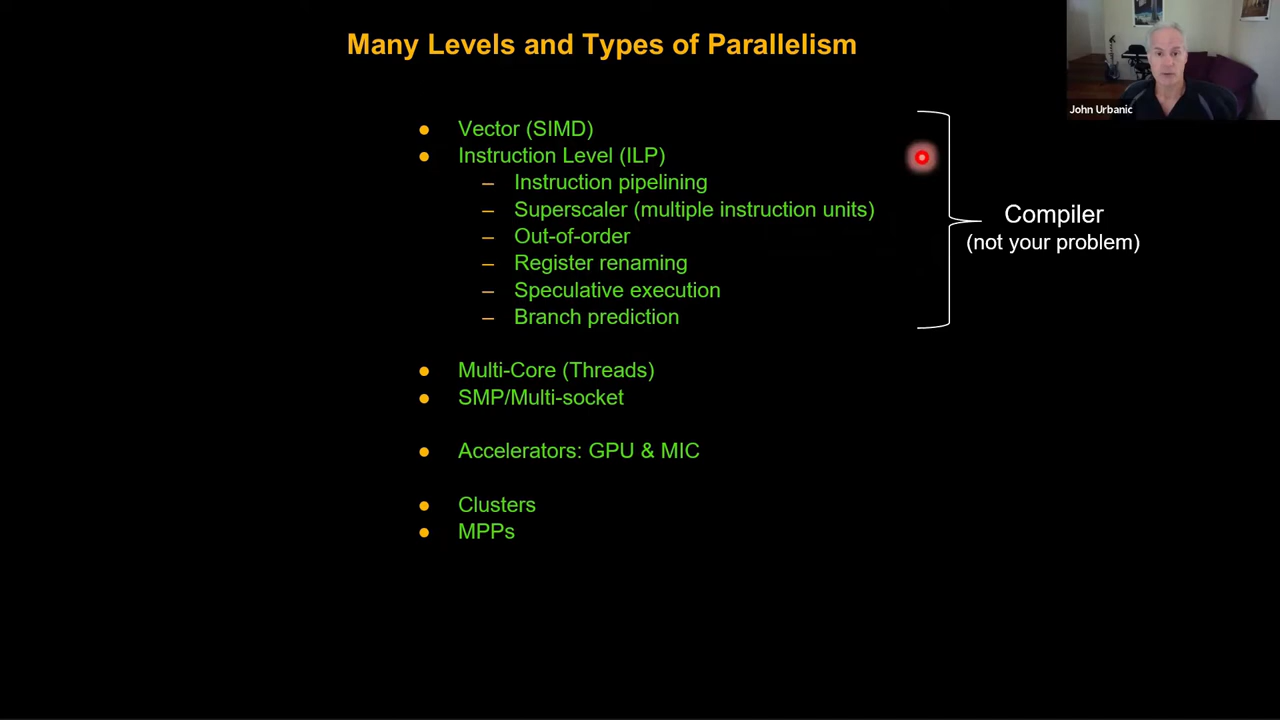 Many Levels and Types of Parallelism
John Urbanic
● Vector (SIMD)
● Instruction Level (ILP)
– Instruction pipelining
– Superscaler (multiple instruction units)
– Out-of-order
– Register renaming
– Speculative execution
– Branch prediction
Compiler
(not your problem)
● Multi-Core (Threads)
● SMP/Multi-socket
● Accelerators: GPU & MIC
● Clusters
● MPPs